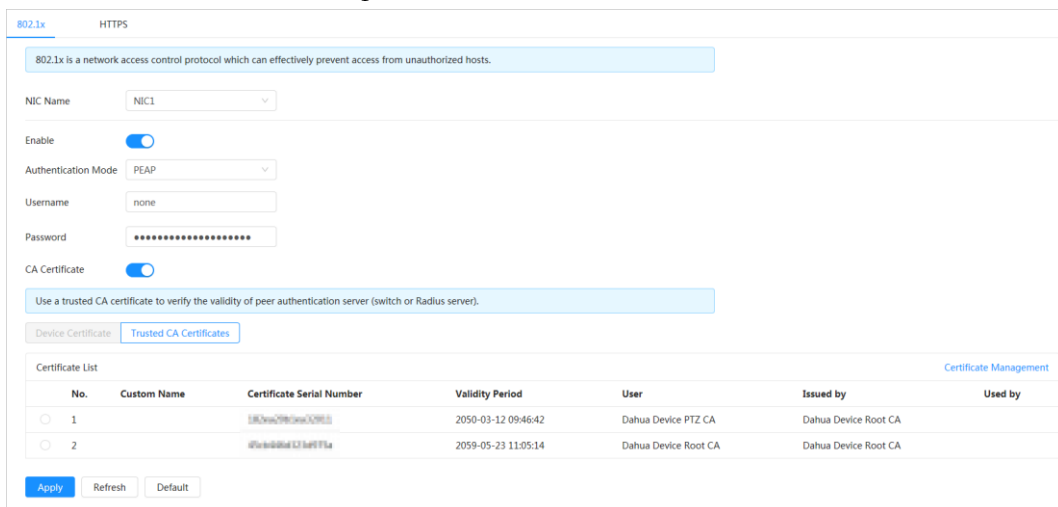 802.1x HTTPS
802.1x is a network access control protocol which can effectively prevent access from unauthorized hosts.
NIC Name NIC1
Enable
Authentication Mode PEAP
Username none
Password ••••••••••••••••••••
CA Certificate
Use a trusted CA certificate to verify the validity of peer authentication server (switch or Radius server).
Device Certificate Trusted CA Certificates
Certificate List Certificate Management
No. Custom Name Certificate Serial Number Validity Period User Issued by Used by
1 2050-03-12 09:46:42 Dahua Device PTZ CA Dahua Device Root CA
2 2059-05-23 11:05:14 Dahua Device Root CA Dahua Device Root CA
Apply Refresh Default